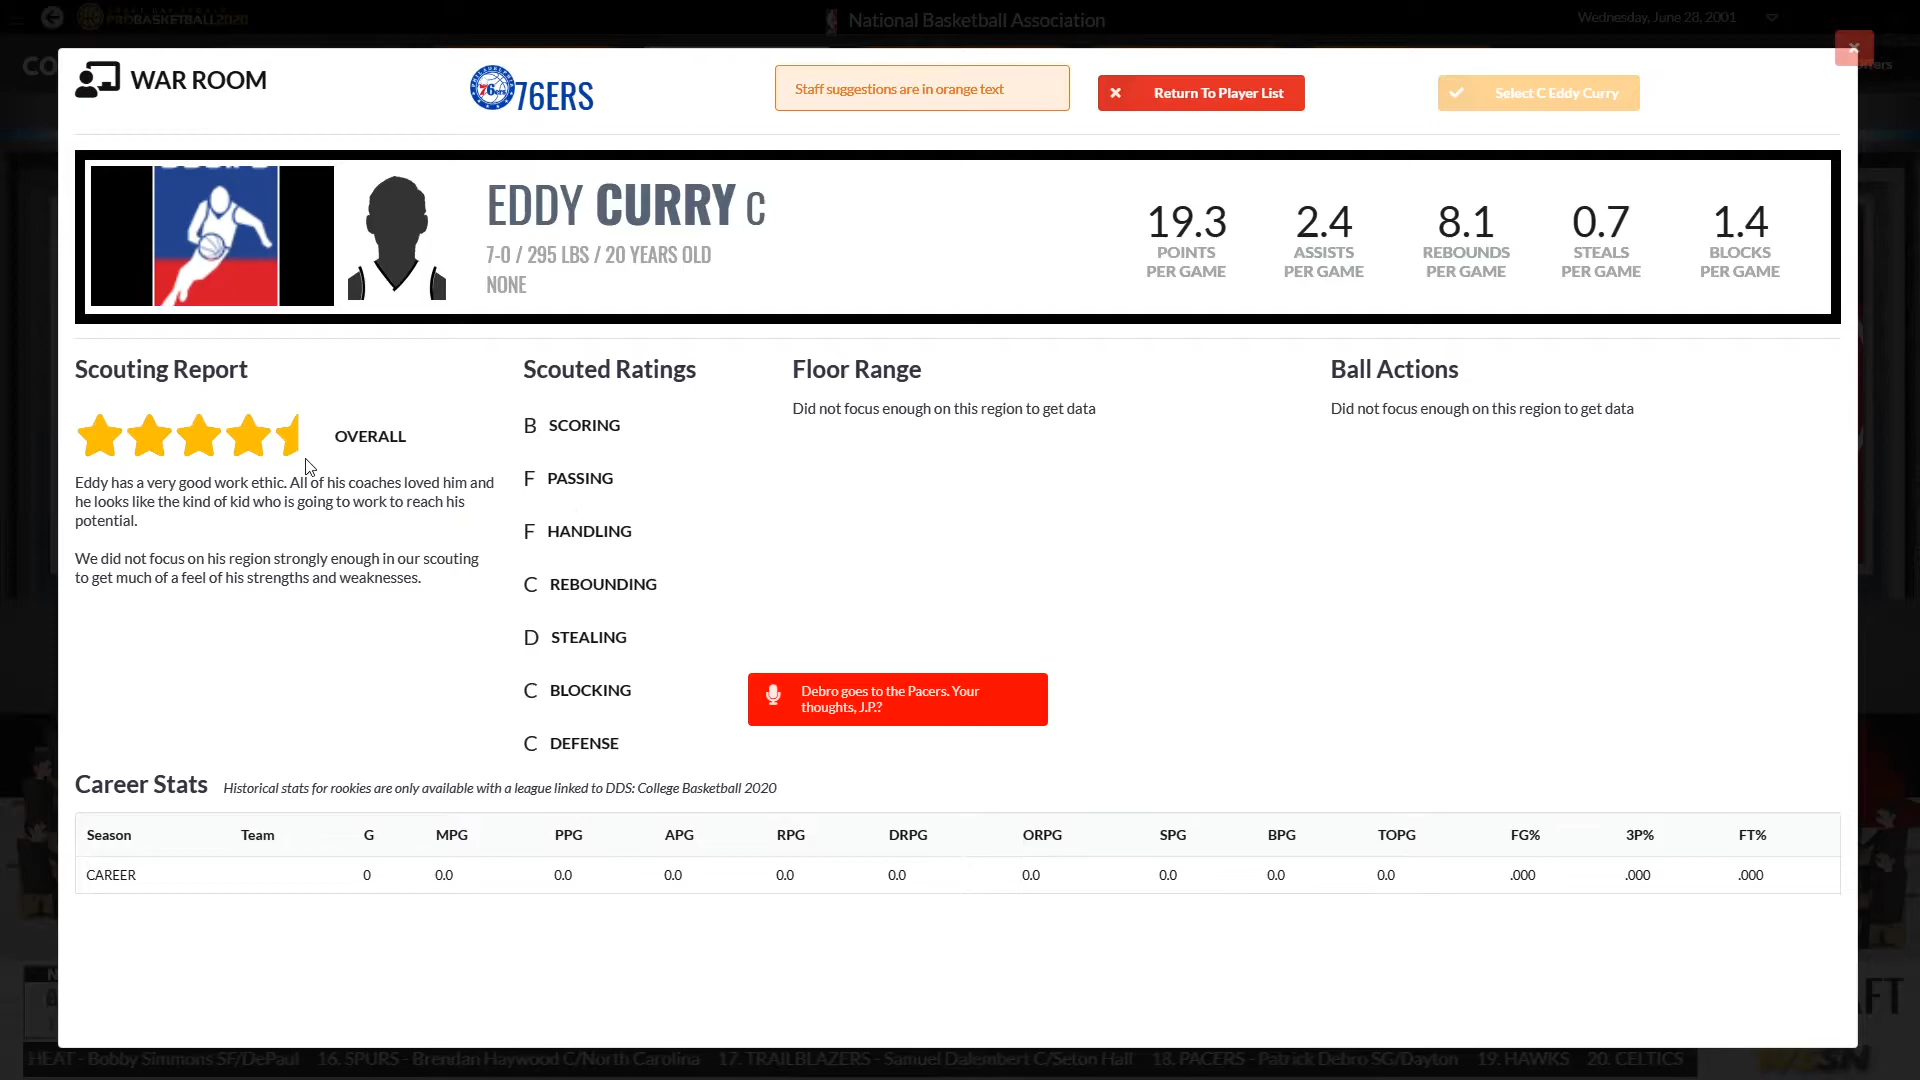 PROBASKETBALL2020
National Basketball Association
Wednesday, June 28, 2001
WAR ROOM
76ERS
Staff suggestions are in orange text
Return To Player List
Select C Eddy Curry
EDDY CURRY C
7-0 / 295 LBS / 20 YEARS OLD
NONE
19.3 2.4 8.1 0.7 1.4
POINTS ASSISTS REBOUNDS STEALS BLOCKS
PER GAME PER GAME PER GAME PER GAME PER GAME
Scouting Report
OVERALL
Eddy has a very good work ethic. All of his coaches loved him and
he looks like the kind of kid who is going to work to reach his
potential.
We did not focus on his region strongly enough in our scouting
to get much of a feel of his strengths and weaknesses.
Scouted Ratings
B SCORING
F PASSING
F HANDLING
C REBOUNDING
D STEALING
C BLOCKING
C DEFENSE
Floor Range
Did not focus enough on this region to get data
Ball Actions
Did not focus enough on this region to get data
Debro goes to the Pacers. Your
thoughts, J.P.?
Career Stats Historical stats for rookies are only available with a league linked to DDS: College Basketball 2020
Season Team G MPG PPG APG RPG DRPG ORPG SPG BPG TOPG FG% 3P% FT%
CAREER 0 0.0 0.0 0.0 0.0 0.0 0.0 0.0 0.0 0.0 .000 .000 .000
HEAT - Bobby Simmons SF/DePaul 16. SPURS - Brendan Haywood C/North Carolina 17. TRAILBLAZERS - Samuel Dalembert C/Seton Hall 18. PACERS - Patrick Debro SG/Dayton 19. HAWKS 20. CELTICS